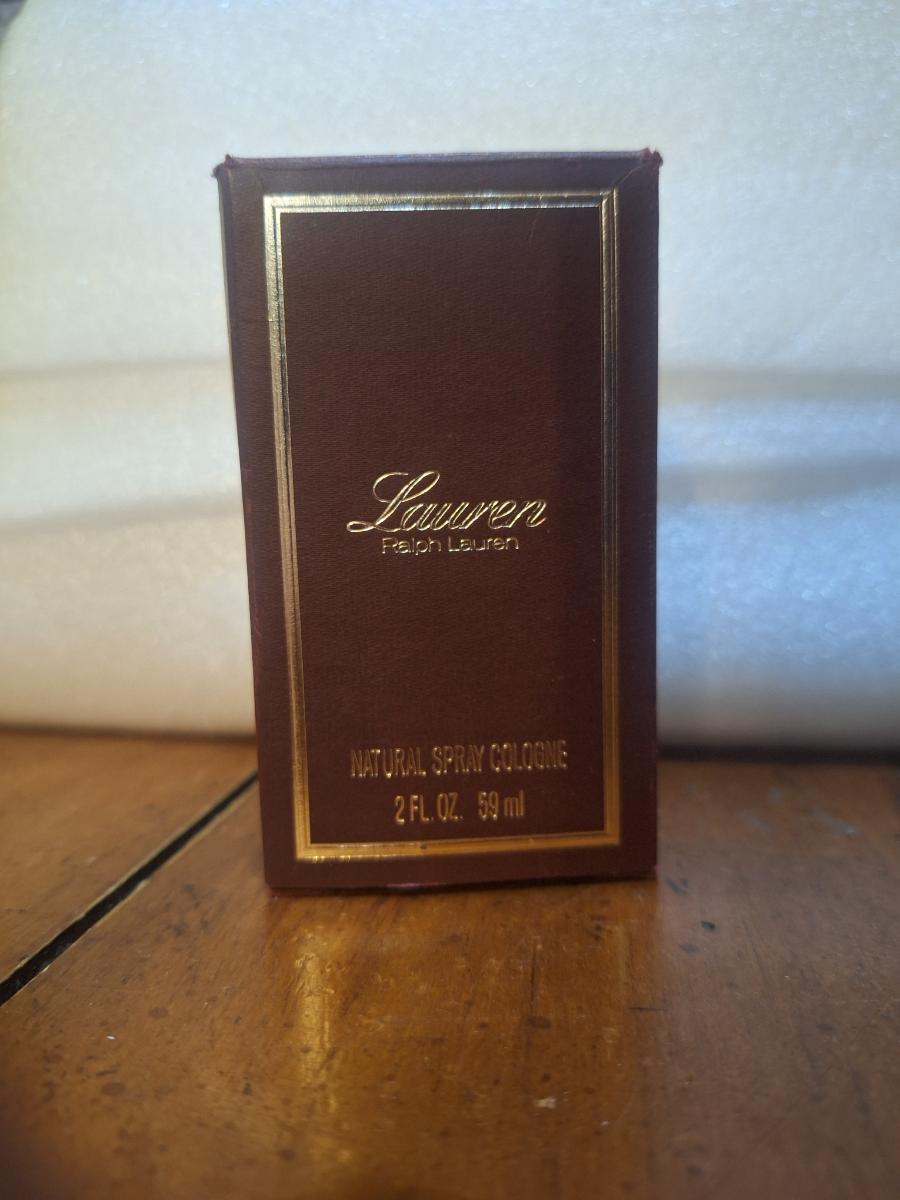 Lauren
Ralph Lauren
NATURAL SPRAY COLOGNE
2 FL. OZ. 59 ml